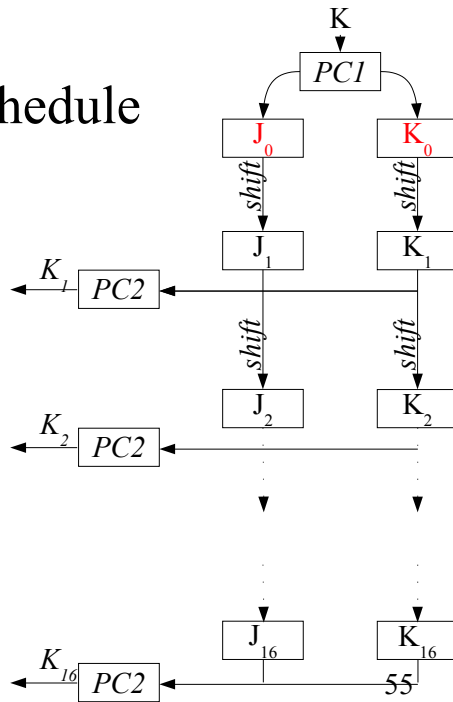 K
PC1
hedule
J₀ K₀
shift shift
J₁ K₁
K₁ PC2
shift shift
J₂ K₂
K₂ PC2
J₁₆ K₁₆
K₁₆ PC2 55